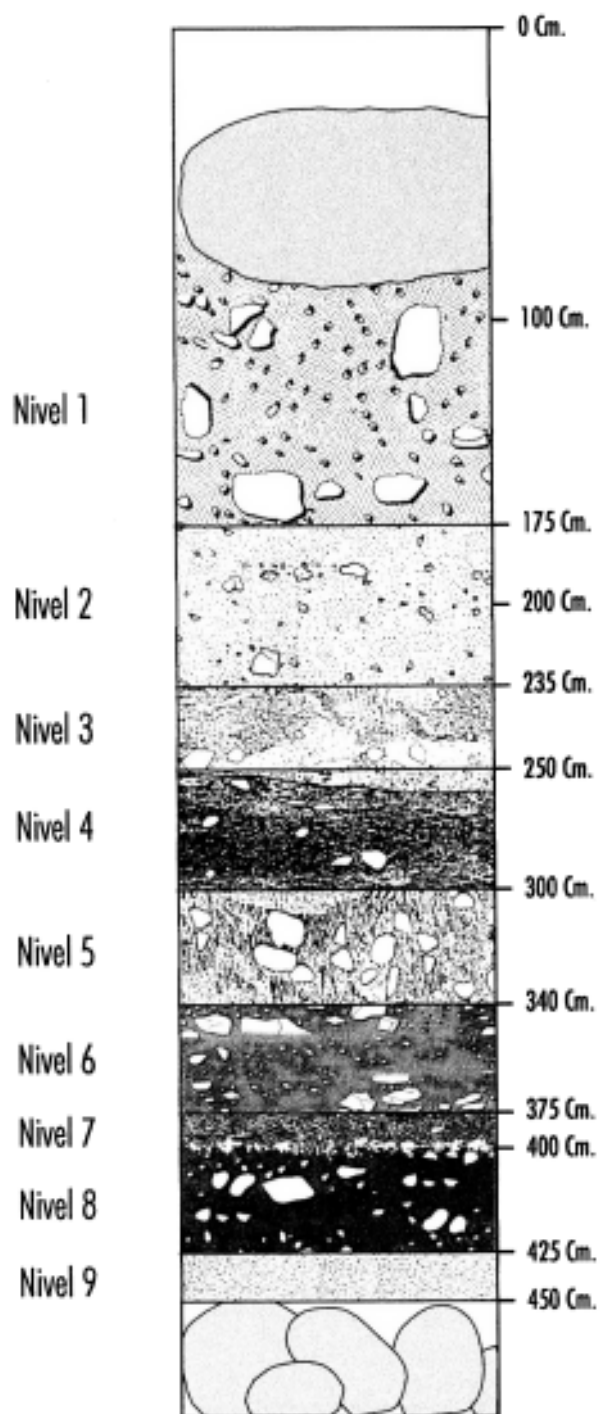 0 Cm.
100 Cm.
Nivel 1
175 Cm.
Nivel 2
200 Cm.
235 Cm.
Nivel 3
250 Cm.
Nivel 4
300 Cm.
Nivel 5
340 Cm.
Nivel 6
375 Cm.
Nivel 7
400 Cm.
Nivel 8
425 Cm.
Nivel 9
450 Cm.